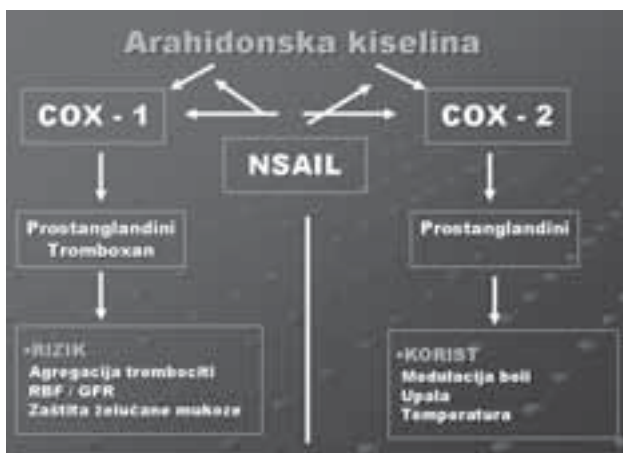 Arahidonska kiselina
COX - 1
COX - 2
NSAIL
Prostanglandini
Tromboxan
Prostanglandini
•RIZIK
Agregacija trombociti
RBF / GFR
Zaštita želučane mukoze
•KORIST
Modulacija boli
Upala
Temperatura